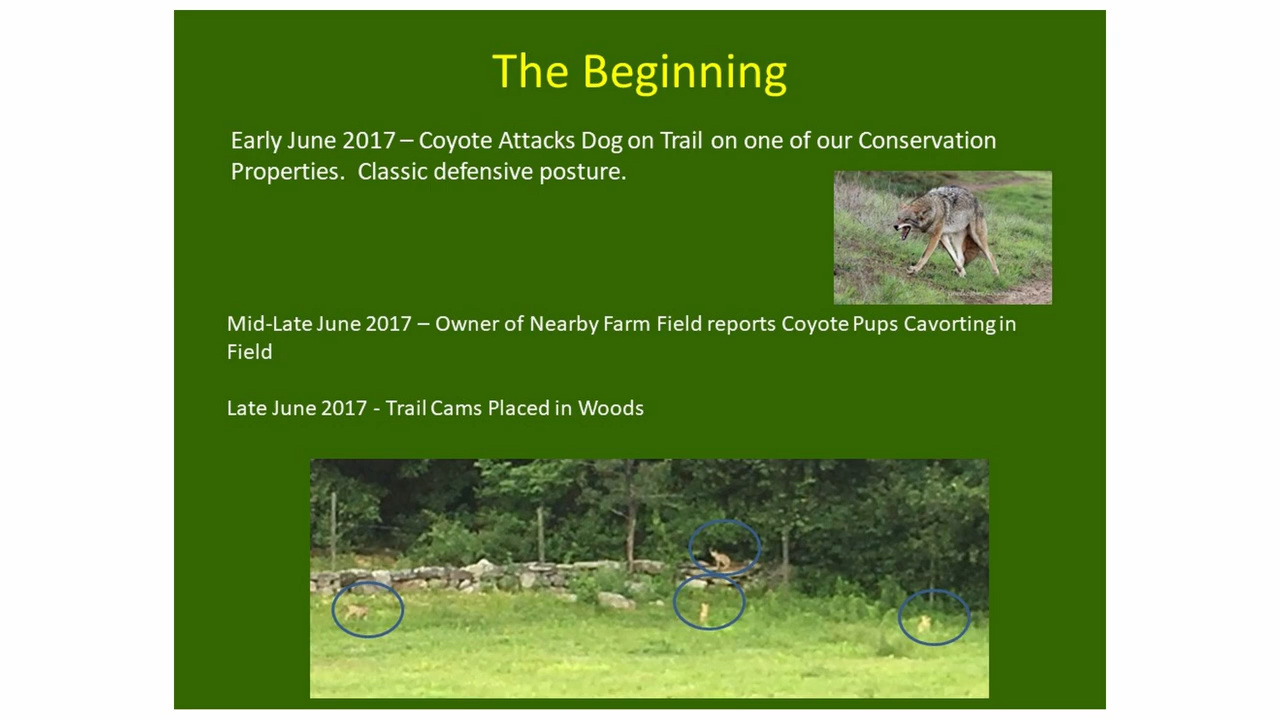 The Beginning
Early June 2017 – Coyote Attacks Dog on Trail on one of our Conservation
Properties. Classic defensive posture.
Mid-Late June 2017 – Owner of Nearby Farm Field reports Coyote Pups Cavorting in
Field
Late June 2017 - Trail Cams Placed in Woods